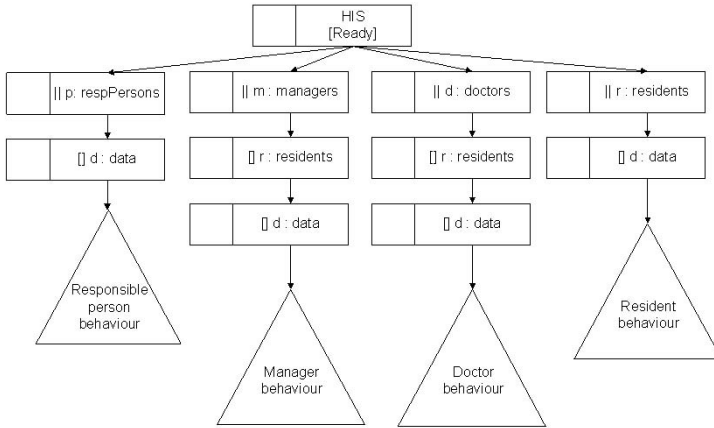 HIS
[Ready]
|| p: respPersons
|| m : managers
|| d : doctors
|| r : residents
[] d : data
[] r : residents
[] r : residents
[] d : data
[] d : data
[] d : data
Responsible
person
behaviour
Manager
behaviour
Doctor
behaviour
Resident
behaviour